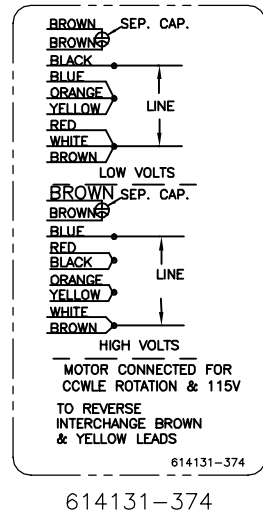 BROWN SEP. CAP.
BROWN
BLACK
BLUE
ORANGE LINE
YELLOW
RED
WHITE
BROWN
LOW VOLTS
BROWN SEP. CAP.
BROWN
BLUE
RED
BLACK LINE
ORANGE
YELLOW
WHITE
BROWN
HIGH VOLTS
MOTOR CONNECTED FOR
CCWLE ROTATION & 115V
TO REVERSE
INTERCHANGE BROWN
& YELLOW LEADS
614131-374
614131-374